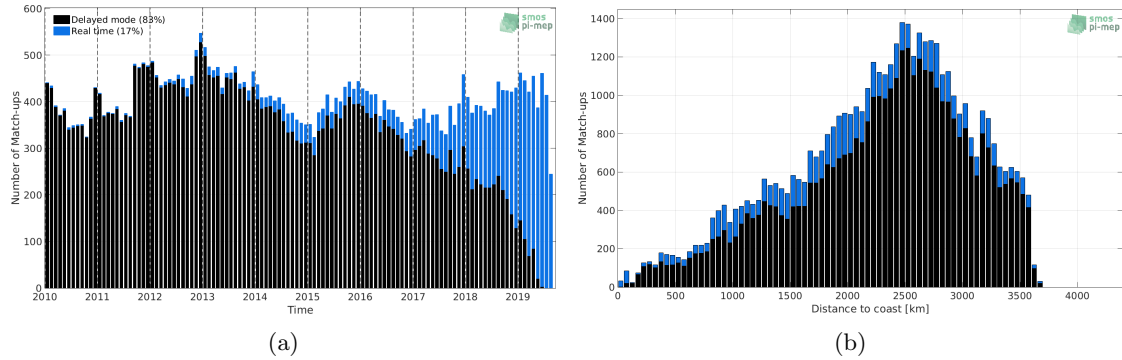 Delayed mode (83%)
Real time (17%)
smos
pi-mep
Number of Match-ups
600
500
400
300
200
100
0
2010 2011 2012 2013 2014 2015 2016 2017 2018 2019
Time
(a)
smos
pi-mep
Number of Match-ups
1400
1200
1000
800
600
400
200
0
0 500 1000 1500 2000 2500 3000 3500 4000
Distance to coast [km]
(b)